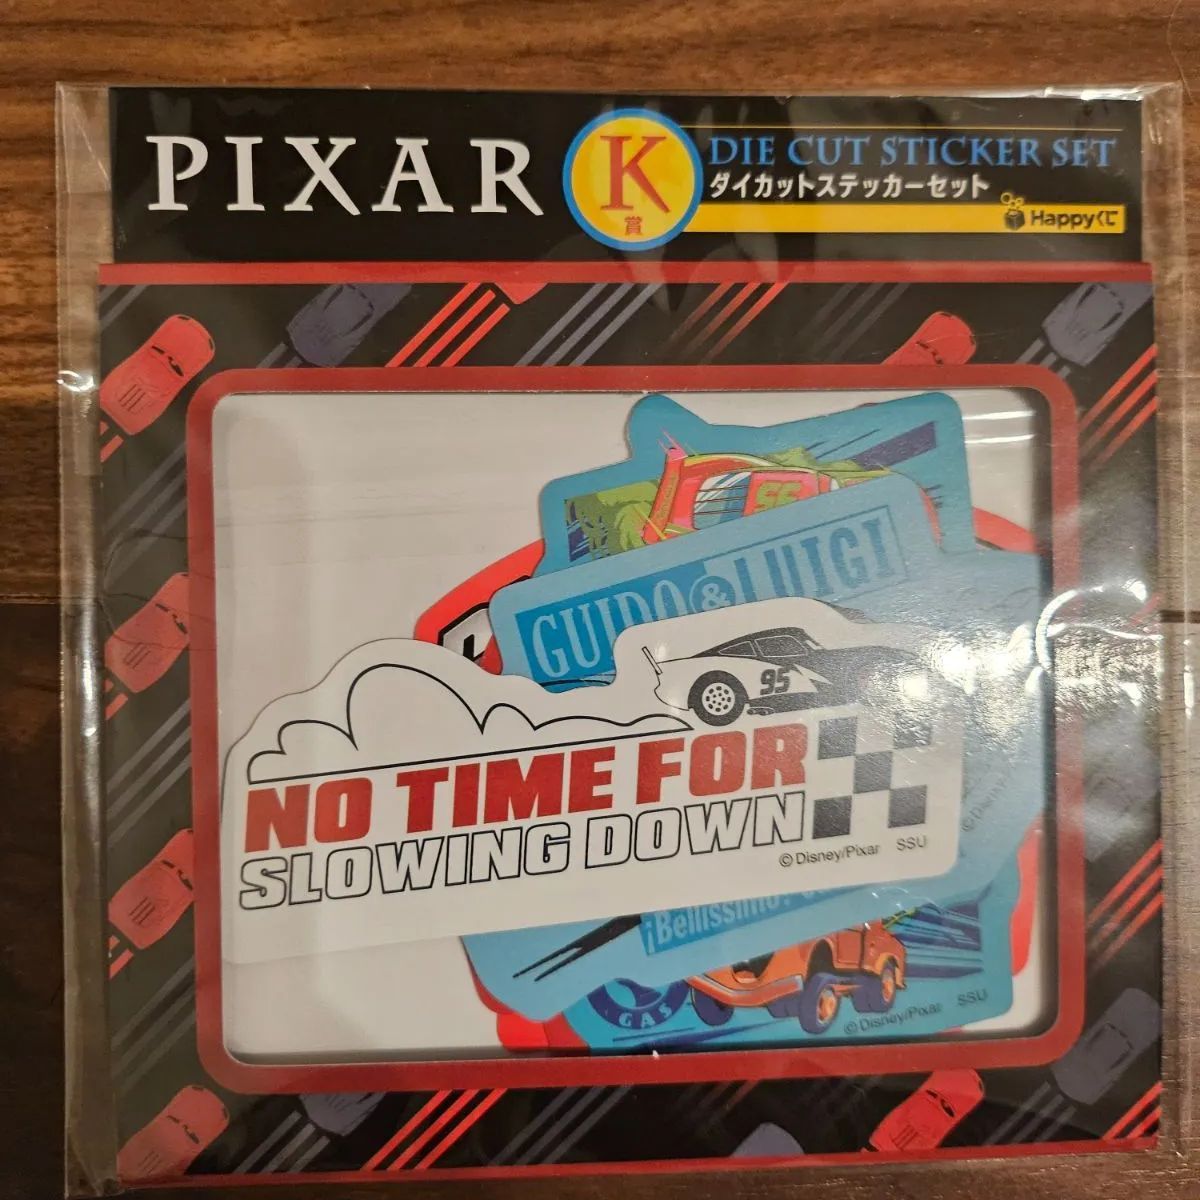 PIXAR
K
賞
DIE CUT STICKER SET
ダイカットステッカーセット
Happyくじ
95
GUIDO & LUIGI
95
NO TIME FOR
SLOWING DOWN
©Disney/Pixar SSU
¡Bellissimo!
GAS
©Disney/Pixar SSU